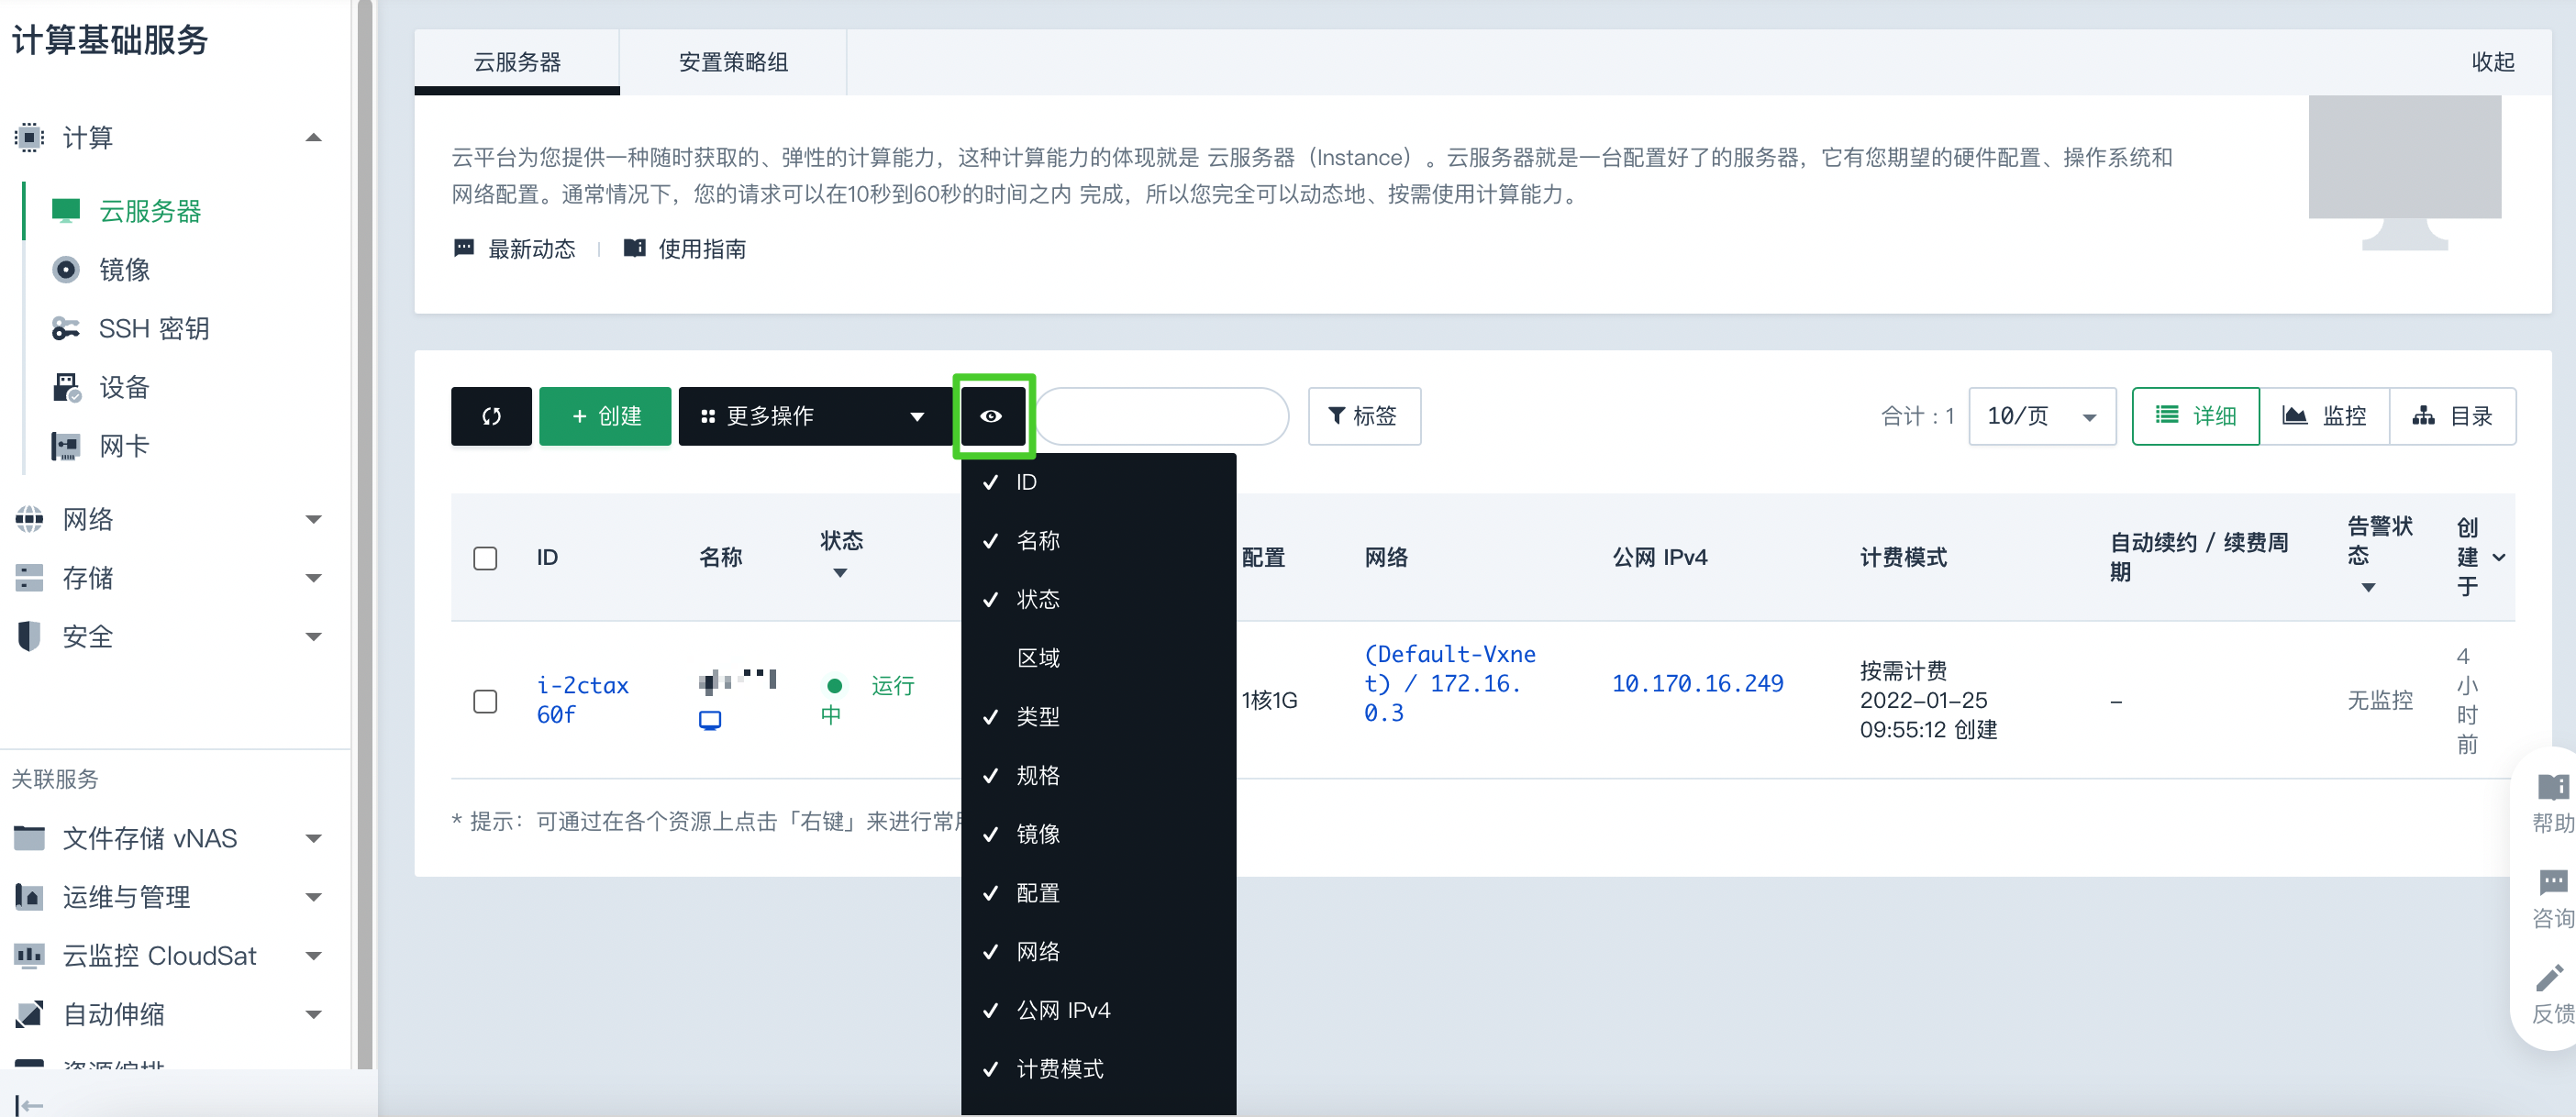 计算基础服务
计算
云服务器
镜像
SSH 密钥
设备
网卡
网络
存储
安全
关联服务
文件存储 vNAS
运维与管理
云监控 CloudSat
自动伸缩
资源编排
云服务器
安置策略组
收起
云平台为您提供一种随时获取的、弹性的计算能力，这种计算能力的体现就是 云服务器（Instance）。云服务器就是一台配置好了的服务器，它有您期望的硬件配置、操作系统和
网络配置。通常情况下，您的请求可以在10秒到60秒的时间之内 完成，所以您完全可以动态地、按需使用计算能力。
最新动态
使用指南
+ 创建
更多操作
标签
合计 : 1
10/页
详细
监控
目录
ID
名称
状态
配置
网络
公网 IPv4
计费模式
自动续约 / 续费周
期
告警状
态
创
建
于
i-2ctax
60f
运行
中
1核1G
(Default-Vxne
t) / 172.16.
0.3
10.170.16.249
按需计费
2022-01-25
09:55:12 创建
–
无监控
4
小
时
前
* 提示：可通过在各个资源上点击「右键」来进行常
ID
名称
状态
区域
类型
规格
镜像
配置
网络
公网 IPv4
计费模式
帮助
咨询
反馈